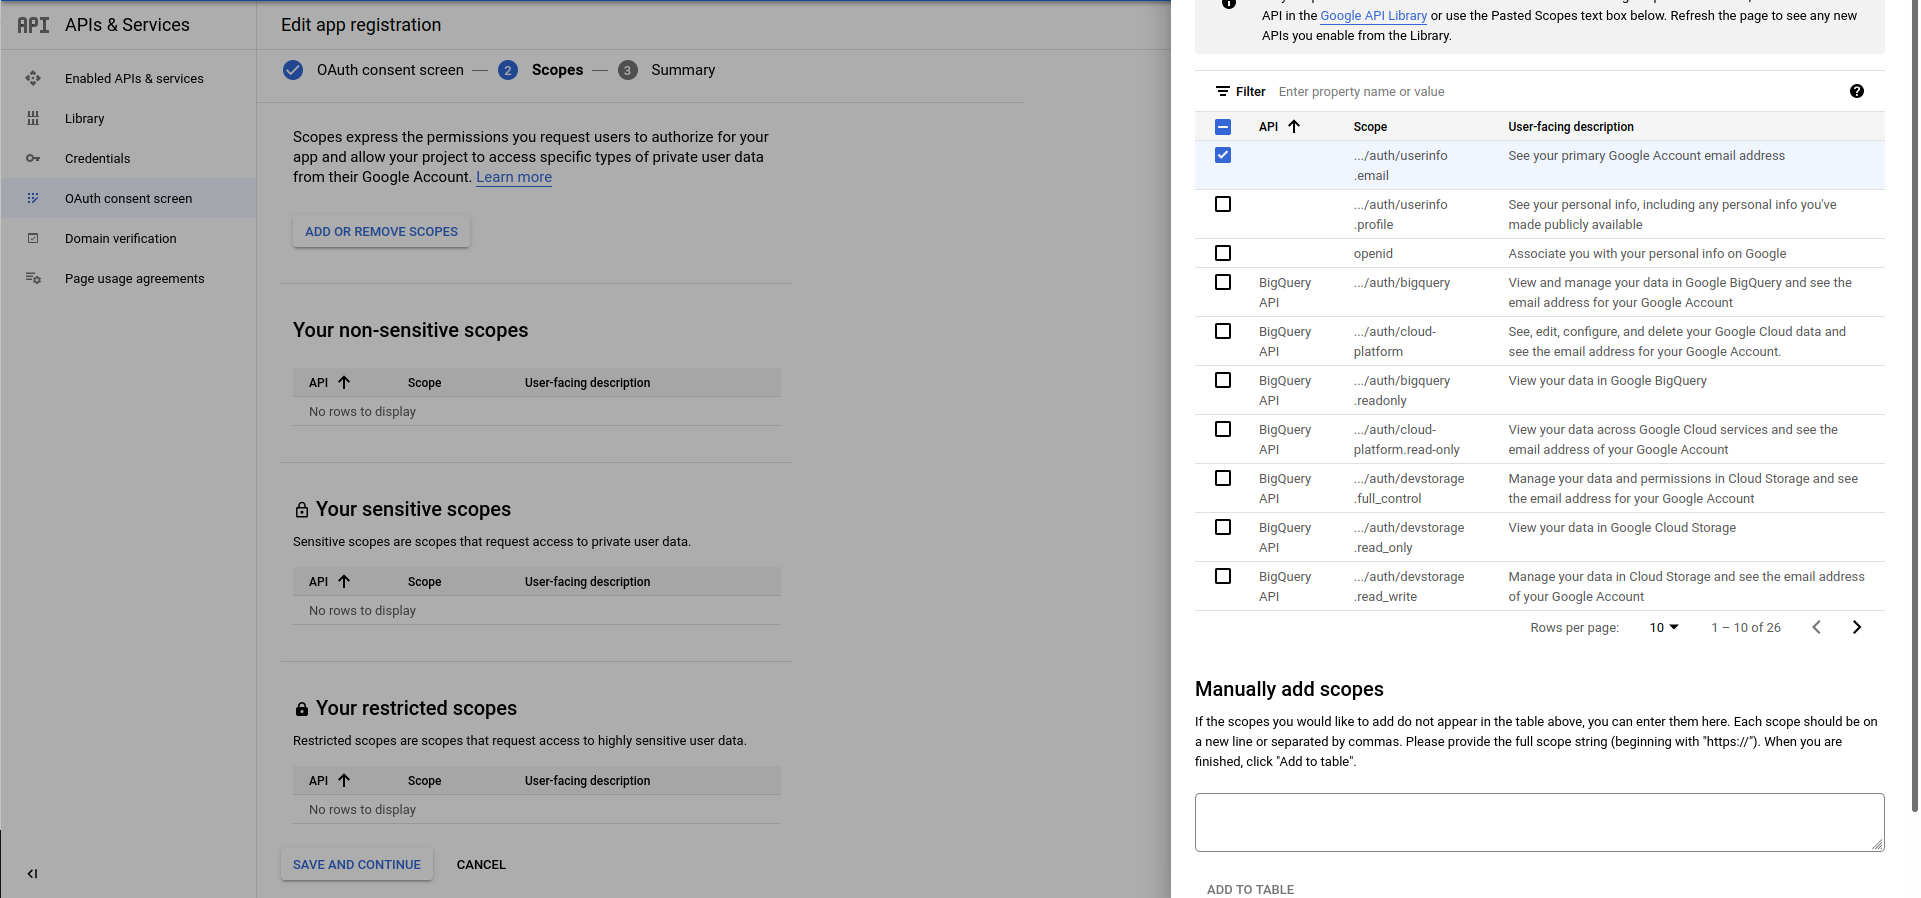 API APIs & Services
Enabled APIs & services
Library
Credentials
OAuth consent screen
Domain verification
Page usage agreements
Edit app registration
OAuth consent screen — 2 Scopes — 3 Summary
Scopes express the permissions you request users to authorize for your
app and allow your project to access specific types of private user data
from their Google Account. Learn more
ADD OR REMOVE SCOPES
Your non-sensitive scopes
API Scope User-facing description
No rows to display
Your sensitive scopes
Sensitive scopes are scopes that request access to private user data.
API Scope User-facing description
No rows to display
Your restricted scopes
Restricted scopes are scopes that request access to highly sensitive user data.
API Scope User-facing description
No rows to display
SAVE AND CONTINUE CANCEL
API in the Google API Library or use the Pasted Scopes text box below. Refresh the page to see any new
APIs you enable from the Library.
Filter Enter property name or value
API Scope User-facing description
.../auth/userinfo See your primary Google Account email address
.email
.../auth/userinfo See your personal info, including any personal info you've
.profile made publicly available
openid Associate you with your personal info on Google
BigQuery .../auth/bigquery View and manage your data in Google BigQuery and see the
API email address for your Google Account
BigQuery .../auth/cloud- See, edit, configure, and delete your Google Cloud data and
API platform see the email address for your Google Account.
BigQuery .../auth/bigquery View your data in Google BigQuery
API .readonly
BigQuery .../auth/cloud- View your data across Google Cloud services and see the
API platform.read-only email address of your Google Account
BigQuery .../auth/devstorage Manage your data and permissions in Cloud Storage and see
API .full_control the email address for your Google Account
BigQuery .../auth/devstorage View your data in Google Cloud Storage
API .read_only
BigQuery .../auth/devstorage Manage your data in Cloud Storage and see the email address
API .read_write of your Google Account
Rows per page: 10 1 – 10 of 26
Manually add scopes
If the scopes you would like to add do not appear in the table above, you can enter them here. Each scope should be on
a new line or separated by commas. Please provide the full scope string (beginning with "https://"). When you are
finished, click "Add to table".
ADD TO TABLE